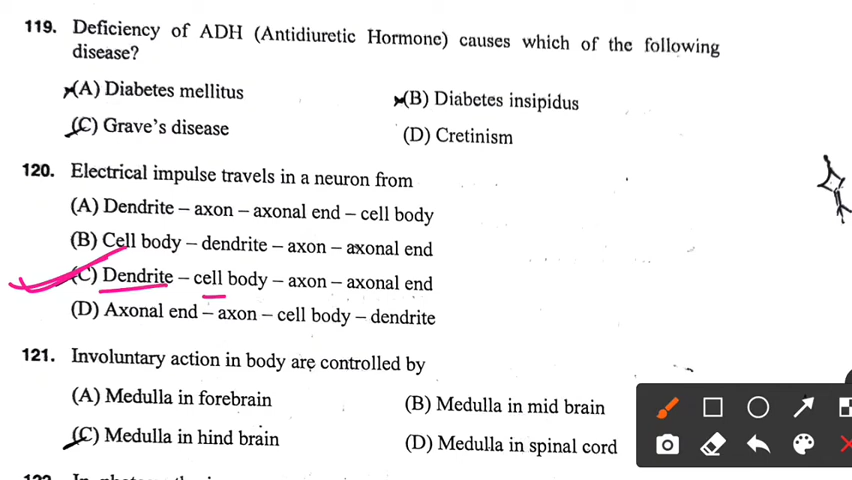 119. Deficiency of ADH (Antidiuretic Hormone) causes which of the following
disease?
(A) Diabetes mellitus (B) Diabetes insipidus
(C) Grave's disease (D) Cretinism
120. Electrical impulse travels in a neuron from
(A) Dendrite – axon – axonal end – cell body
(B) Cell body – dendrite – axon – axonal end
(C) Dendrite – cell body – axon – axonal end
(D) Axonal end – axon – cell body – dendrite
121. Involuntary action in body are controlled by
(A) Medulla in forebrain (B) Medulla in mid brain
(C) Medulla in hind brain (D) Medulla in spinal cord